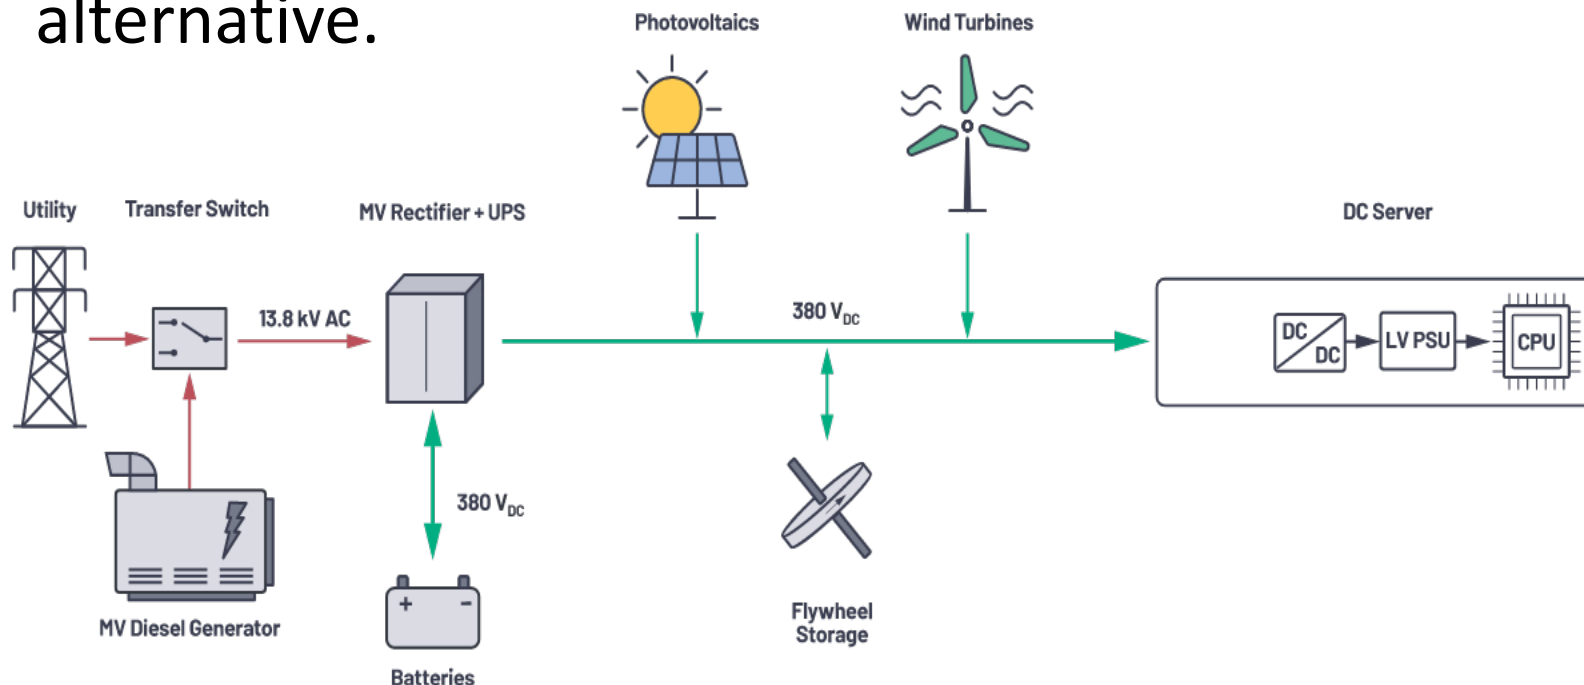 alternative.
Photovoltaics
Wind Turbines
Utility
Transfer Switch
MV Rectifier + UPS
DC Server
13.8 kV AC
380 VDC
DC
DC
LV PSU
CPU
380 VDC
+ −
MV Diesel Generator
Flywheel
Storage
Batteries